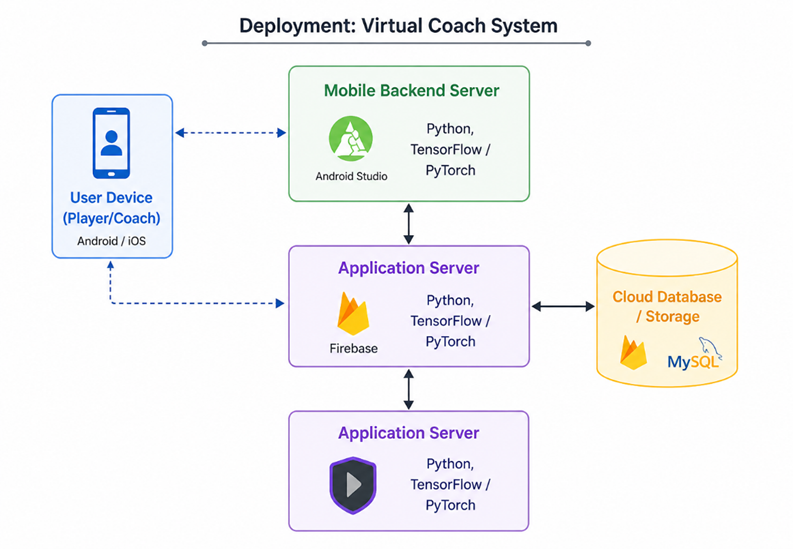 Deployment: Virtual Coach System
Mobile Backend Server
Android Studio
Python,
TensorFlow /
PyTorch
User Device
(Player/Coach)
Android / iOS
Application Server
Firebase
Python,
TensorFlow /
PyTorch
Cloud Database
/ Storage
MySQL
Application Server
Python,
TensorFlow /
PyTorch